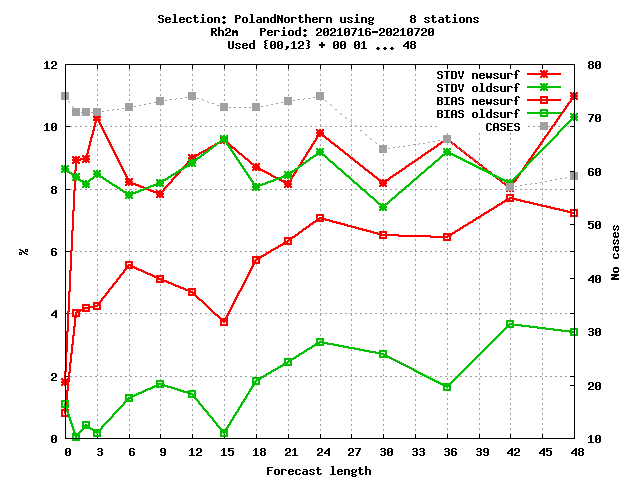 Selection: PolandNorthern using     8 stations
Rh2m   Period: 20210716-20210720
Used {00,12} + 00 01 ... 48
STDV newsurf
STDV oldsurf
BIAS newsurf
BIAS oldsurf
CASES
12
10
8
6
4
2
0
%
80
70
60
50
40
30
20
10
No cases
0 3 6 9 12 15 18 21 24 27 30 33 36 39 42 45 48
Forecast length